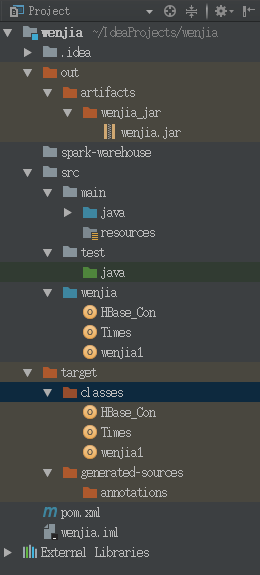 Project
wenjia ~/IdeaProjects/wenjia
.idea
out
artifacts
wenjia_jar
wenjia.jar
spark-warehouse
src
main
java
resources
test
java
wenjia
HBase_Con
Times
wenjia1
target
classes
HBase_Con
Times
wenjia1
generated-sources
annotations
m pom.xml
wenjia.iml
External Libraries